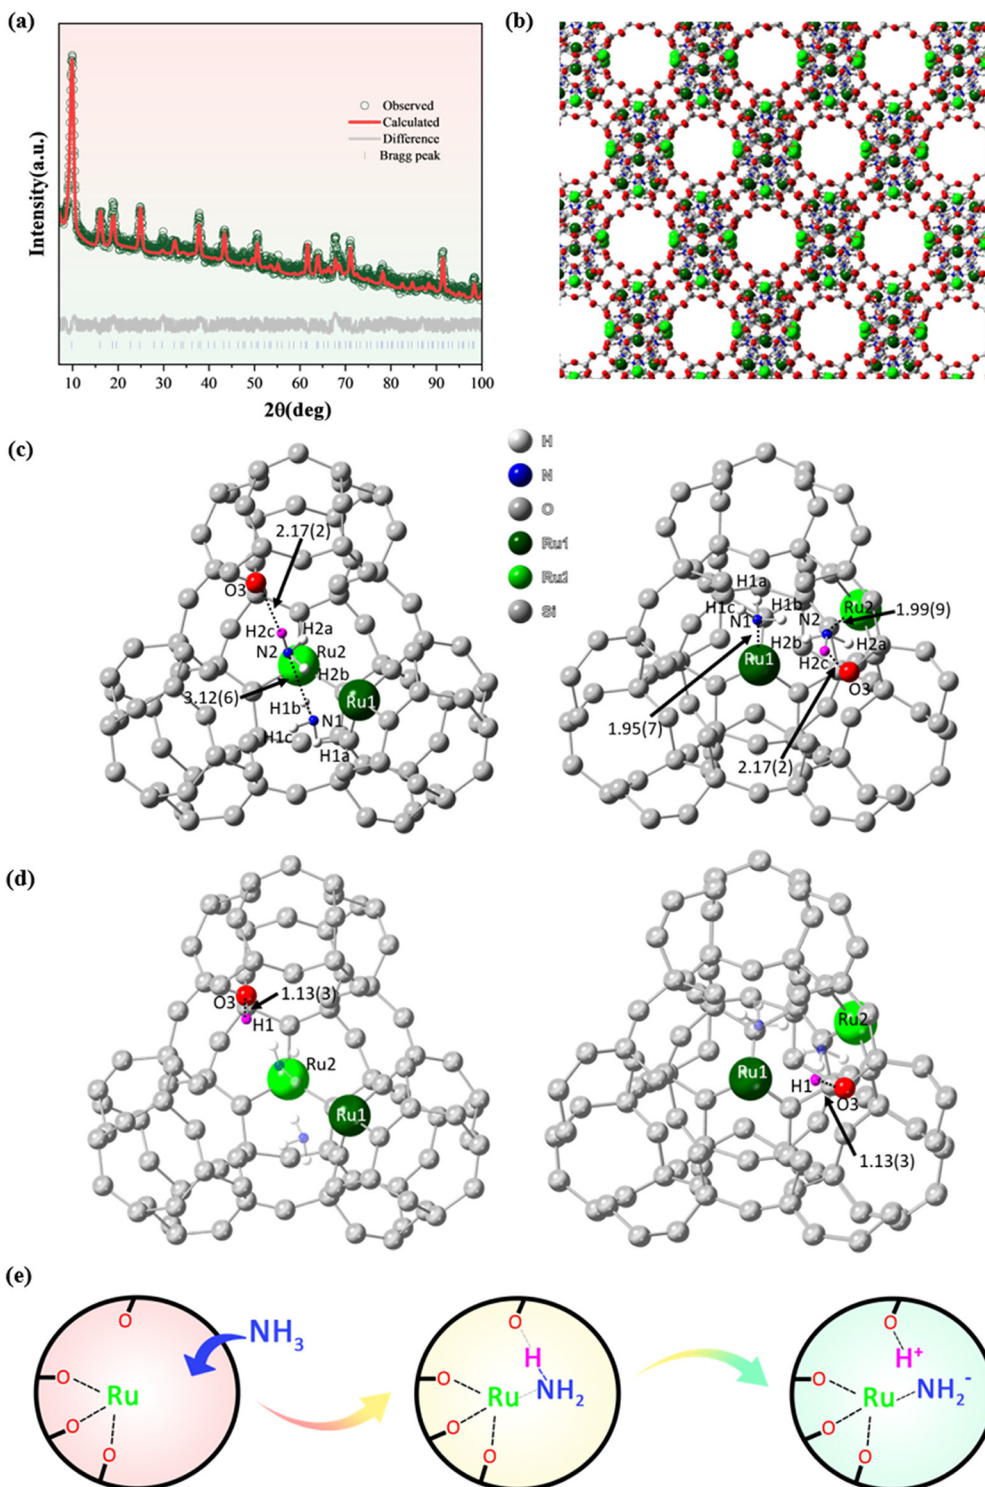 (a)
Intensity(a.u.)
Observed
Calculated
Difference
Bragg peak
10 20 30 40 50 60 70 80 90 100
2θ(deg)
(b)
(c)
2.17(2)
O3
H2c
H2a
N2
Ru2
H2b
3.12(6)
Ru1
H1b
N1
H1c
H1a
H
N
O
Ru1
Ru2
Si
H1a
H1c
H1b
N1
N2
Ru2
1.99(9)
H2b
H2a
H2c
Ru1
O3
1.95(7)
2.17(2)
(d)
O3
1.13(3)
H1
Ru2
Ru1
Ru2
Ru1
H1
O3
1.13(3)
(e)
O
NH3
O
Ru
O
O
O
H
O
Ru
NH2
O
O
O
H+
O
Ru
NH2-
O
O